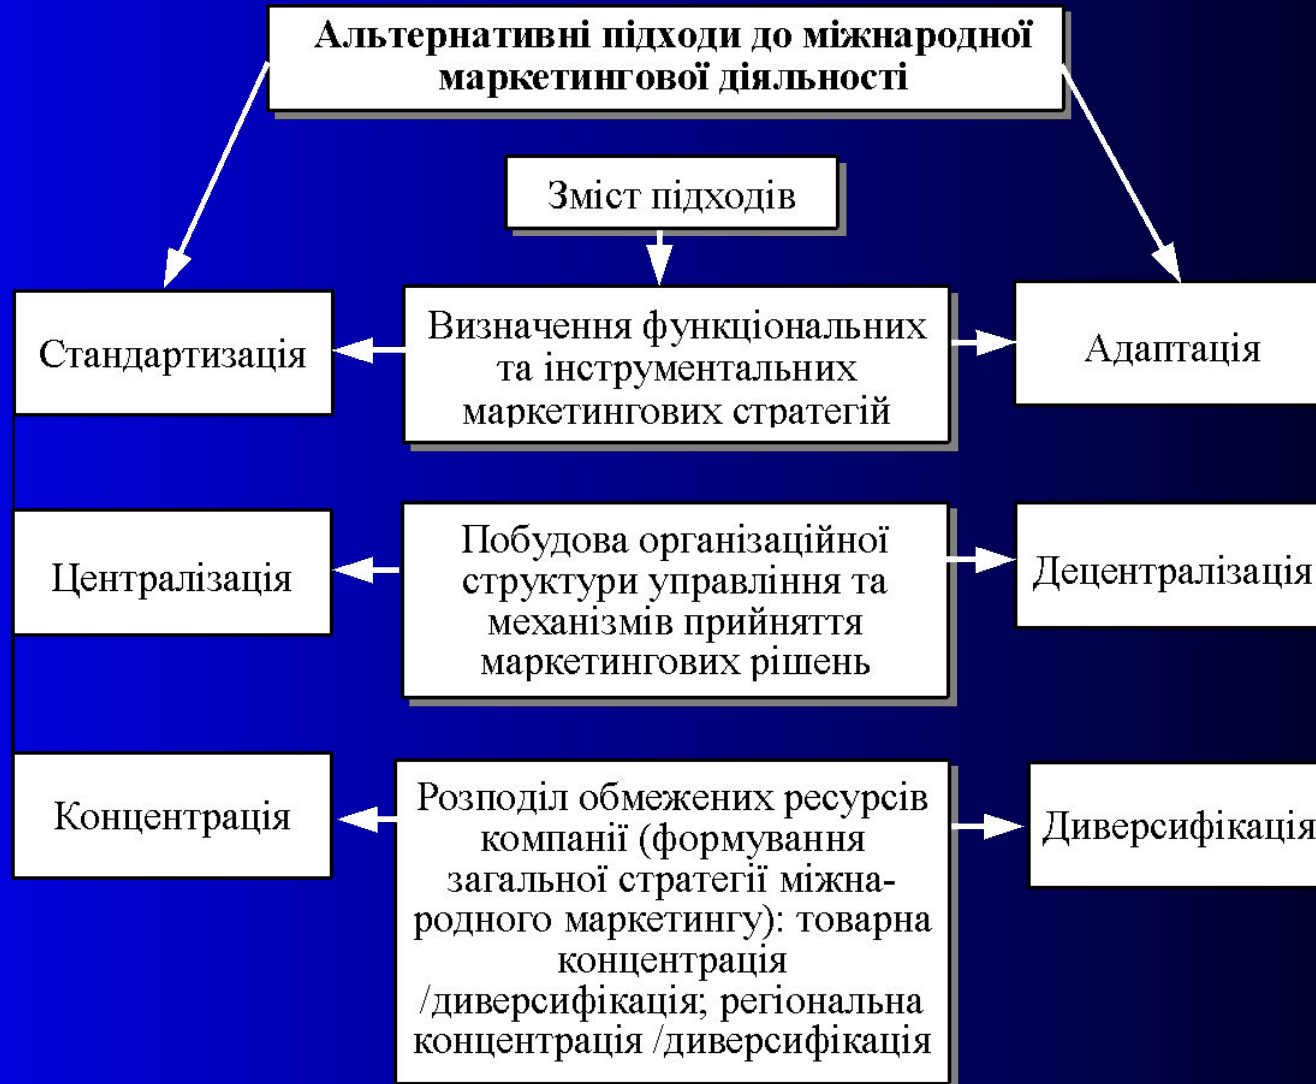 Альтернативні підходи до міжнародної
маркетингової діяльності
Зміст підходів
Стандартизація
Визначення функціональних
та інструментальних
маркетингових стратегій
Адаптація
Централізація
Побудова організаційної
структури управління та
механізмів прийняття
маркетингових рішень
Децентралізація
Концентрація
Розподіл обмежених ресурсів
компанії (формування
загальної стратегії міжна-
родного маркетингу): товарна
концентрація
/диверсифікація; регіональна
концентрація /диверсифікація
Диверсифікація